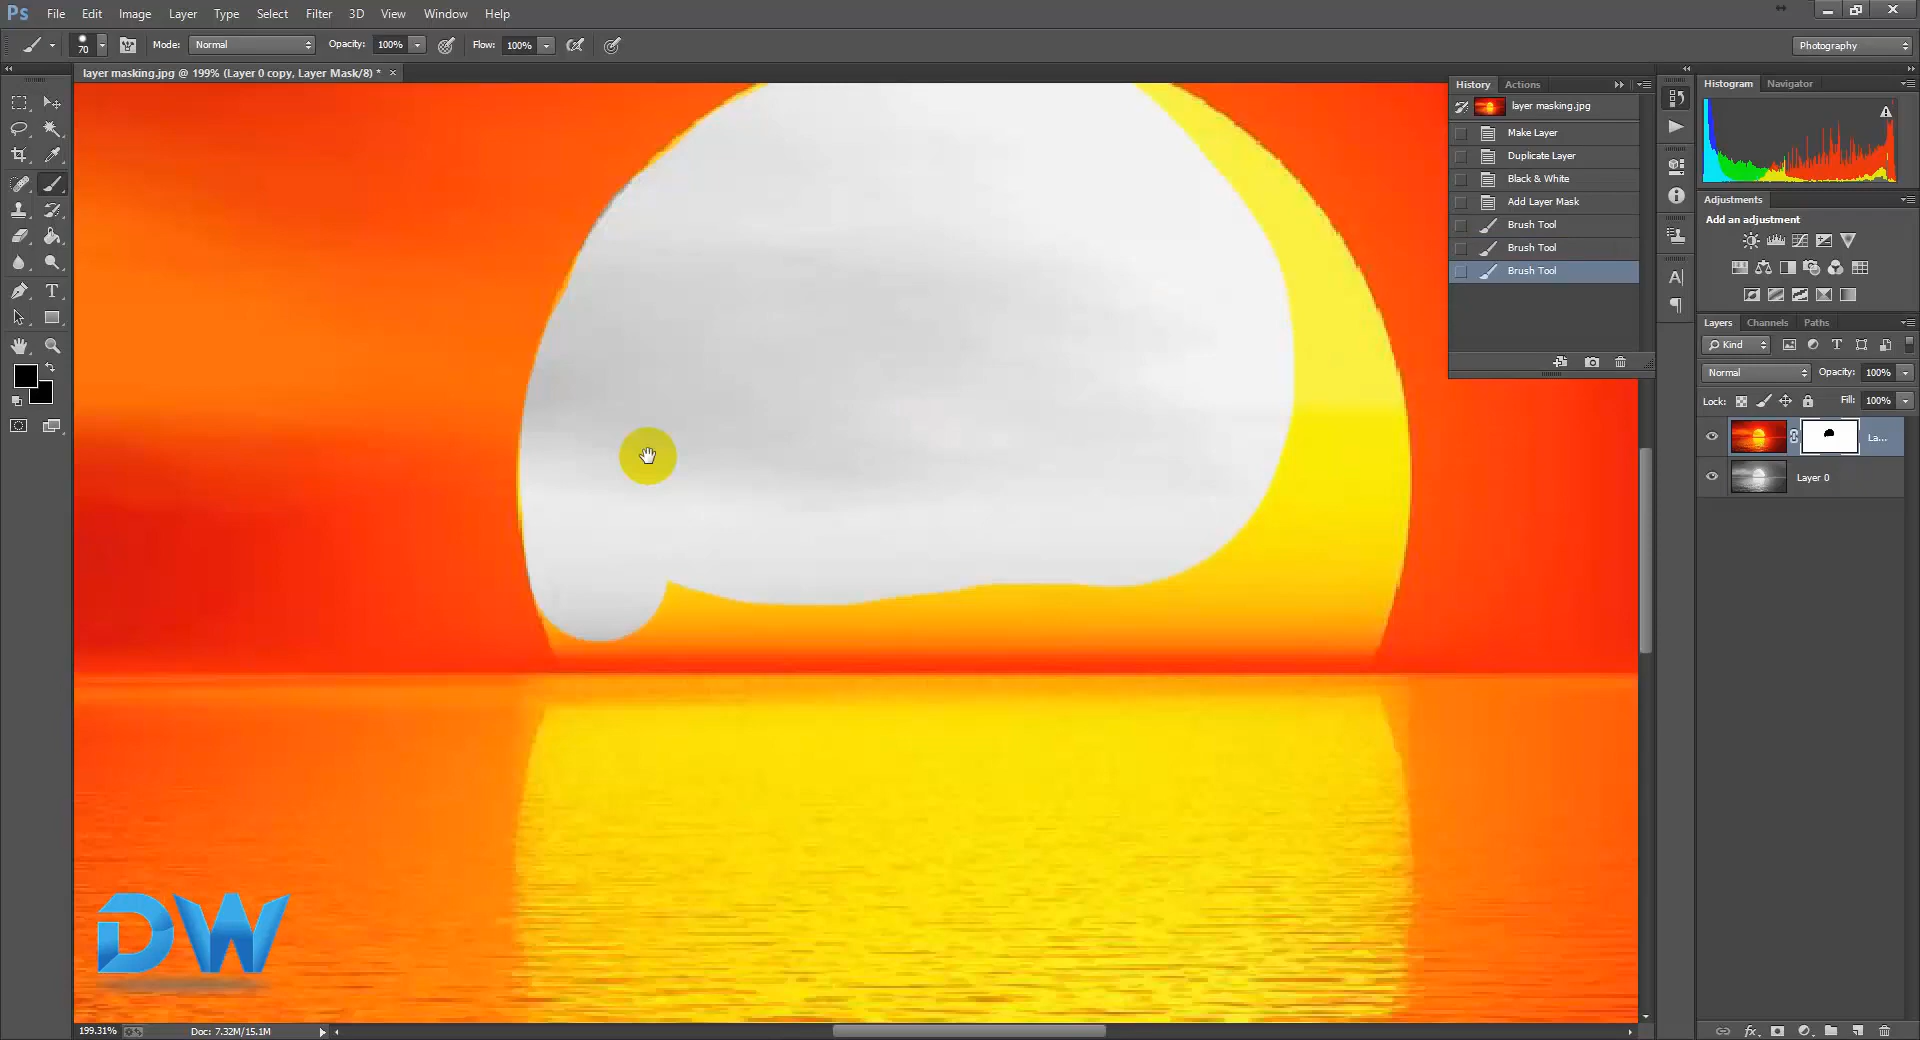 Ps File Edit Image Layer Type Select Filter 3D View Window Help
70 Mode: Normal Opacity: 100% Flow: 100% Photography
layer masking.jpg @ 199% (Layer 0 copy, Layer Mask/8) * ×
History Actions
layer masking.jpg
Make Layer
Duplicate Layer
Black & White
Add Layer Mask
Brush Tool
Brush Tool
Brush Tool
Histogram Navigator
Adjustments
Add an adjustment
Layers Channels Paths
Kind
Normal Opacity: 100%
Lock: Fill: 100%
La...
Layer 0
DW
199.31% Doc: 7.32M/15.1M